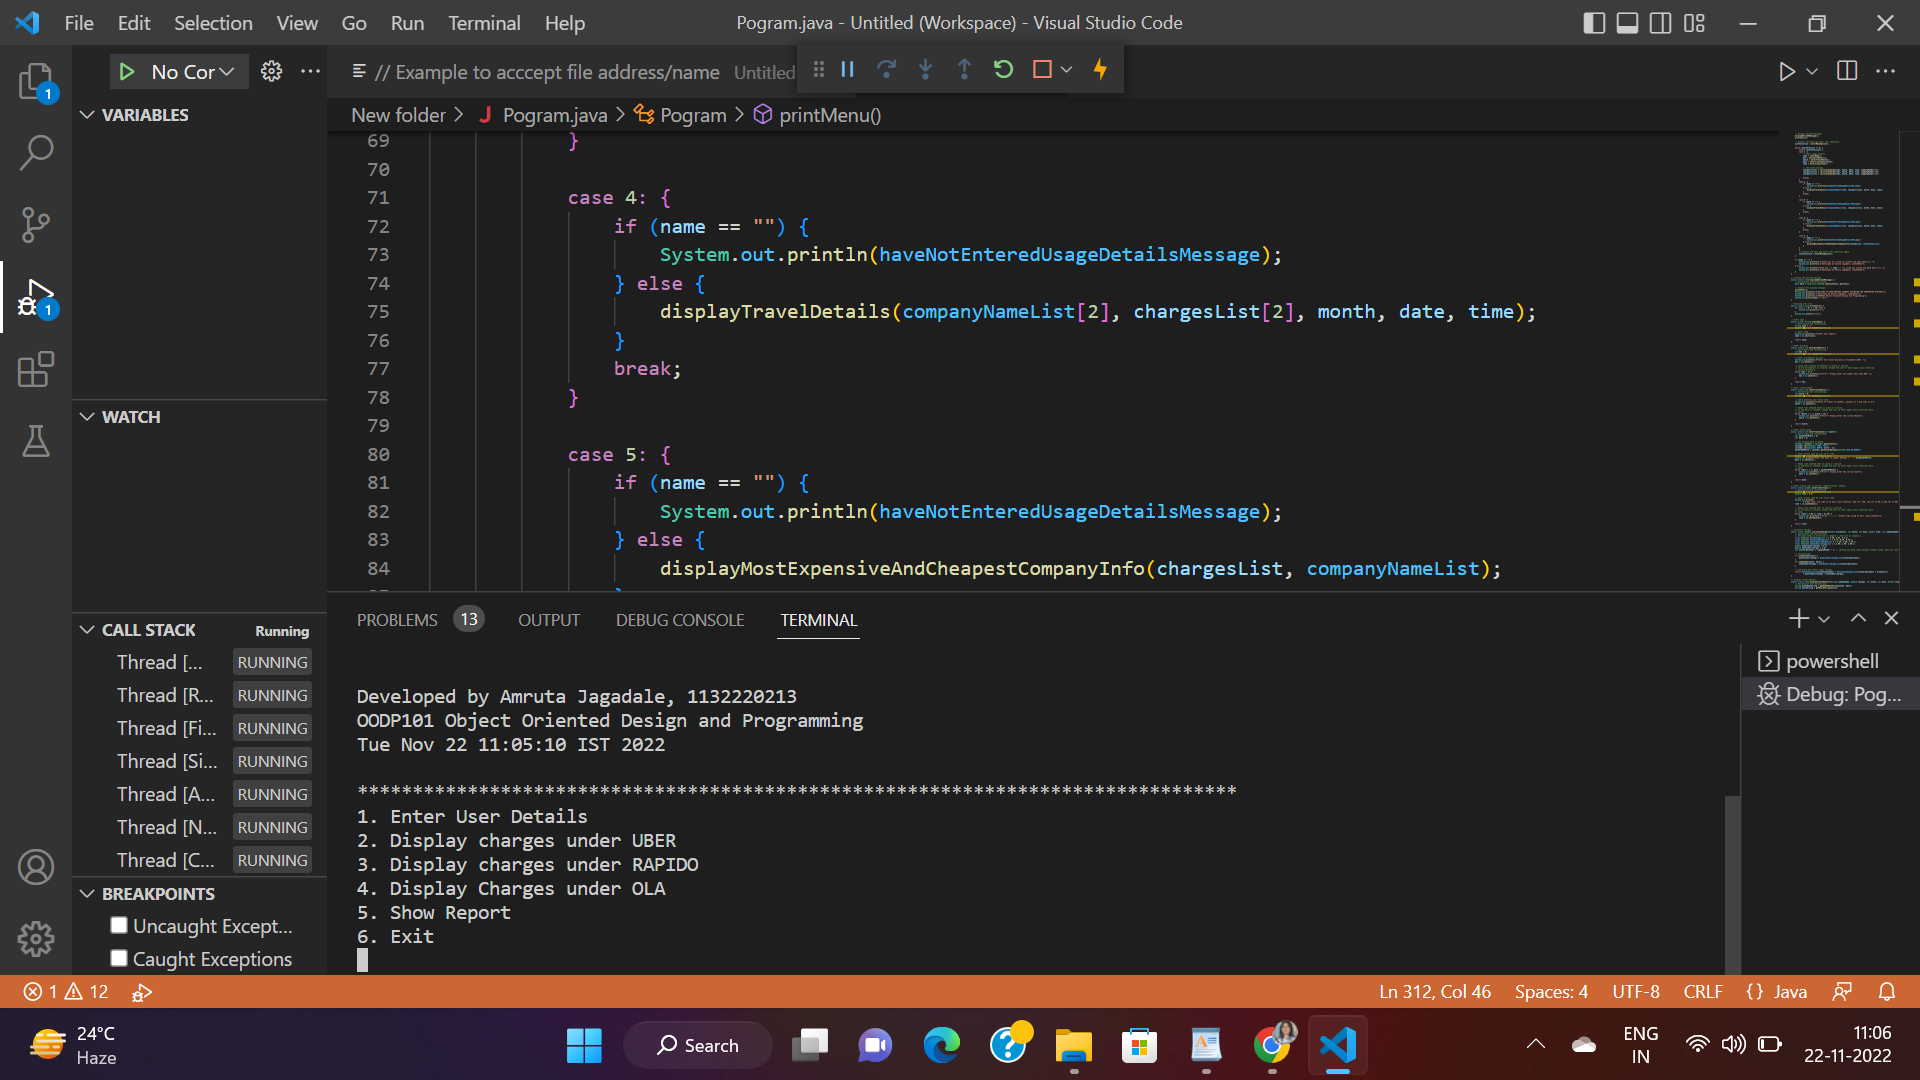 File Edit Selection View Go Run Terminal Help
Pogram.java - Untitled (Workspace) - Visual Studio Code
1
No Cor
// Example to acccept file address/name Untitled
VARIABLES
New folder > J Pogram.java > Pogram > printMenu()
69 }
70
71 case 4: {
72 if (name == "") {
73 System.out.println(haveNotEnteredUsageDetailsMessage);
74 } else {
75 displayTravelDetails(companyNameList[2], chargesList[2], month, date, time);
76 }
77 break;
78 }
79
80 case 5: {
81 if (name == "") {
82 System.out.println(haveNotEnteredUsageDetailsMessage);
83 } else {
84 displayMostExpensiveAndCheapestCompanyInfo(chargesList, companyNameList);
1
WATCH
CALL STACK Running
Thread [... RUNNING
Thread [R... RUNNING
Thread [Fi... RUNNING
Thread [Si... RUNNING
Thread [A... RUNNING
Thread [N... RUNNING
Thread [C... RUNNING
BREAKPOINTS
Uncaught Except...
Caught Exceptions
PROBLEMS 13 OUTPUT DEBUG CONSOLE TERMINAL
powershell
Debug: Pog...
Developed by Amruta Jagadale, 1132220213
OODP101 Object Oriented Design and Programming
Tue Nov 22 11:05:10 IST 2022
********************************************************************************
1. Enter User Details
2. Display charges under UBER
3. Display charges under RAPIDO
4. Display Charges under OLA
5. Show Report
6. Exit
1 12
Ln 312, Col 46 Spaces: 4 UTF-8 CRLF {} Java
24°C
Haze
Search
ENG
IN
11:06
22-11-2022